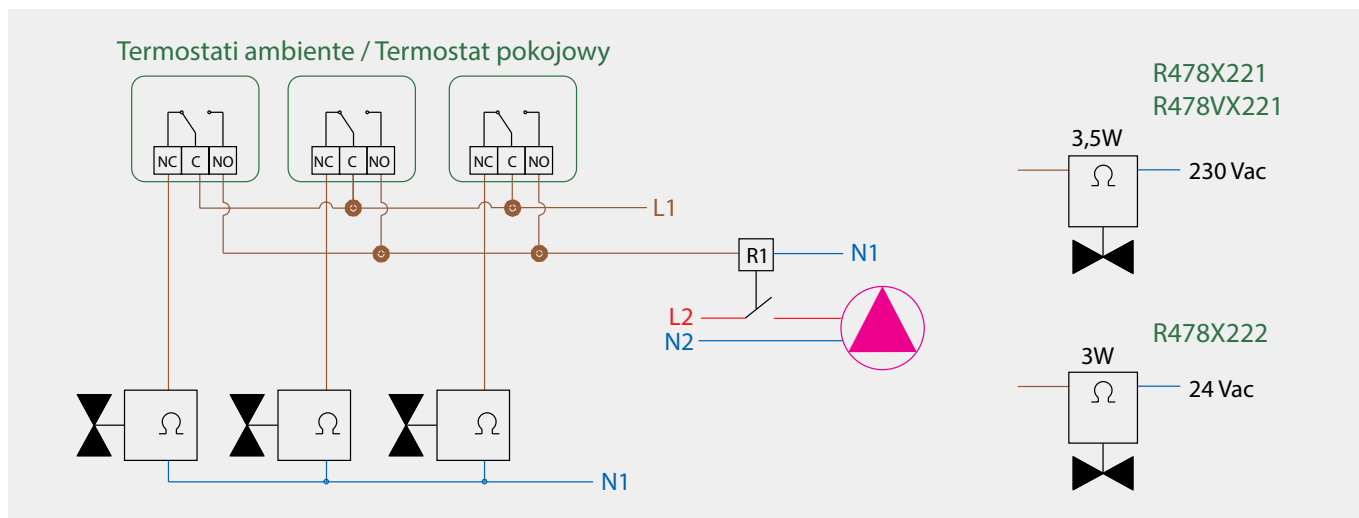 Termostati ambiente / Termostat pokojowy
NC C NO
NC C NO
NC C NO
L1
R1
N1
L2
N2
Ω
Ω
Ω
N1
R478X221
R478VX221
3,5W
Ω
230 Vac
R478X222
3W
Ω
24 Vac